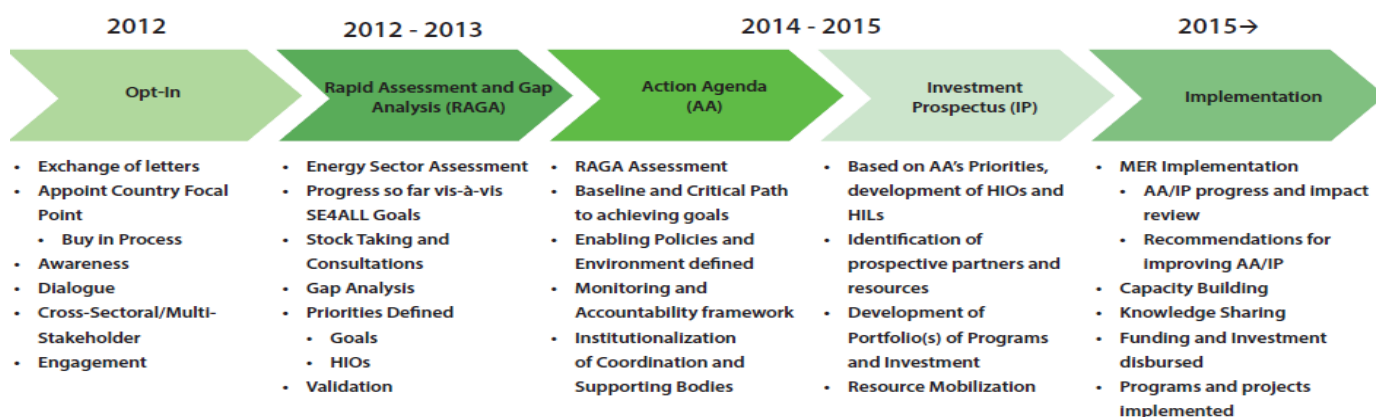 2012
2012 - 2013
2014 - 2015
2015→
Opt-In
Rapid Assessment and Gap
Analysis (RAGA)
Action Agenda
(AA)
Investment
Prospectus (IP)
Implementation
• Exchange of letters
• Appoint Country Focal
Point
• Buy in Process
• Awareness
• Dialogue
• Cross-Sectoral/Multi-
Stakeholder
• Engagement
• Energy Sector Assessment
• Progress so far vis-à-vis
SE4ALL Goals
• Stock Taking and
Consultations
• Gap Analysis
• Priorities Defined
• Goals
• HIOs
• Validation
• RAGA Assessment
• Baseline and Critical Path
to achieving goals
• Enabling Policies and
Environment defined
• Monitoring and
Accountability framework
• Institutionalization
of Coordination and
Supporting Bodies
• Based on AA's Priorities,
development of HIOs and
HILs
• Identification of
prospective partners and
resources
• Development of
Portfolio(s) of Programs
and Investment
• Resource Mobilization
• MER Implementation
• AA/IP progress and impact
review
• Recommendations for
improving AA/IP
• Capacity Building
• Knowledge Sharing
• Funding and Investment
disbursed
• Programs and projects
implemented